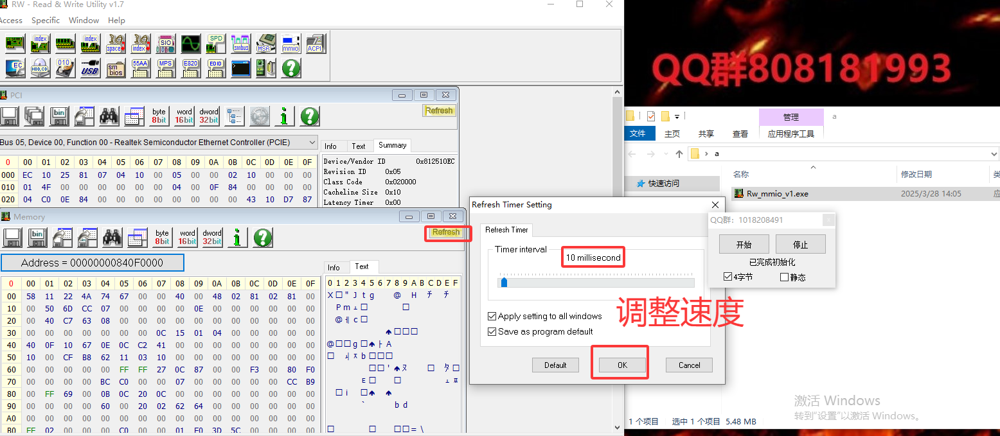 RW - Read & Write Utility v1.7
Access Specific Window Help
index index space index SIO SPD smbus MSR mmio ACPI
EC HDD,CD 010 USB sm bios 55AA MPS E820 EDID
PCI
bin byte 8bit word 16bit dword 32bit Refresh
Bus 05, Device 00, Function 00 - Realtek Semiconductor Ethernet Controller (PCIE)
Info Text Summary
0 00 01 02 03 04 05 06 07 08 09 0A 0B 0C 0D 0E 0F
000 EC 10 25 81 07 04 10 00 05 00 00 02 10 00 00 00
010 01 4F 00 00 00 00 00 00 04 00 0F 84 00 00 00 00
020 04 C0 0E 84 00 00 00 00 00 00 00 00 43 10 D7 87
Device/Vendor ID 0x812510EC
Revision ID 0x05
Class Code 0x020000
Cacheline Size 0x10
Latency Timer 0x00
Memory
bin byte 8bit word 16bit dword 32bit Refresh
Address = 00000000840F0000
Info Text
0 00 01 02 03 04 05 06 07 08 09 0A 0B 0C 0D 0E 0F
00 58 11 22 4A 74 67 00 00 40 00 48 02 81 02 81 00
10 00 50 6D CC 07 00 00 00 00 0E 00 00 00 00 00 00
20 00 40 C7 63 08 00 00 00 00 00 00 00 00 00 00 00
30 00 00 00 00 00 00 00 0C 15 01 04 00 00 00 00 00
40 40 0F 10 67 0E 0C C2 41 00 00 00 00 00 00 00 00
50 10 00 CF B8 62 11 03 10 00 00 00 00 00 00 00 00
60 00 00 00 00 00 FF FF 27 0C 87 00 00 F3 00 80 F0
70 00 00 00 00 BC C0 00 00 07 00 00 00 00 00 CC B9
80 00 FF 69 00 0B 0C 20 0C 00 00 00 00 00 00 00 00
90 00 00 00 00 60 00 20 02 62 64 00 00 00 00 00 00
A0 00 00 00 00 00 00 00 00 00 00 00 00 00 00 00 00
B0 FF 02 00 00 00 C0 00 00 01 F0 3D 5C 00 00 00 00
0 1 2 3 4 5 6 7 8 9 A B C D E F
Refresh Timer Setting
Refresh Timer
Timer interval
10 millisecond
Apply setting to all windows
Save as program default
Default OK Cancel
调整速度
QQ群808181993
管理 a
文件 主页 共享 查看 应用程序工具
a
快速访问
名称 修改日期
Rw_mmio_v1.exe 2025/3/28 14:05
QQ群：1018208491
开始 停止
已完成初始化
4字节 静态
激活 Windows
转到"设置"以激活 Windows。
1 个项目 选中 1 个项目 5.48 MB